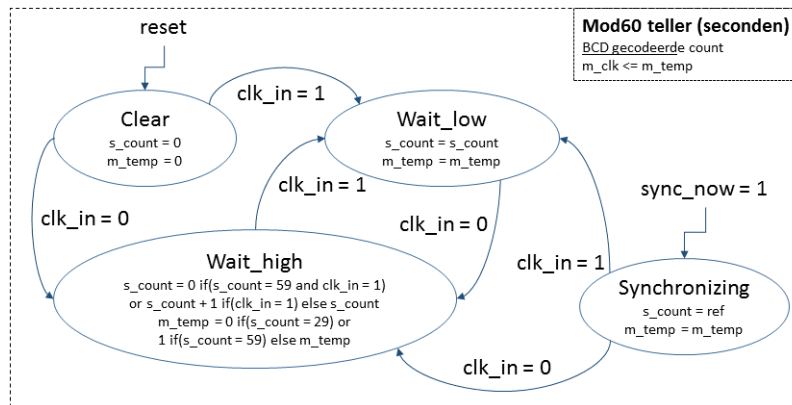 reset
Mod60 teller (seconden)
BCD gecodeerde count
m_clk <= m_temp
Clear
s_count = 0
m_temp = 0
clk_in = 1
Wait_low
s_count = s_count
m_temp = m_temp
clk_in = 1
sync_now = 1
clk_in = 0
clk_in = 0
Wait_high
s_count = 0 if(s_count = 59 and clk_in = 1)
or s_count + 1 if(clk_in = 1) else s_count
m_temp = 0 if(s_count = 29) or
1 if(s_count = 59) else m_temp
clk_in = 1
Synchronizing
s_count = ref
m_temp = m_temp
clk_in = 0